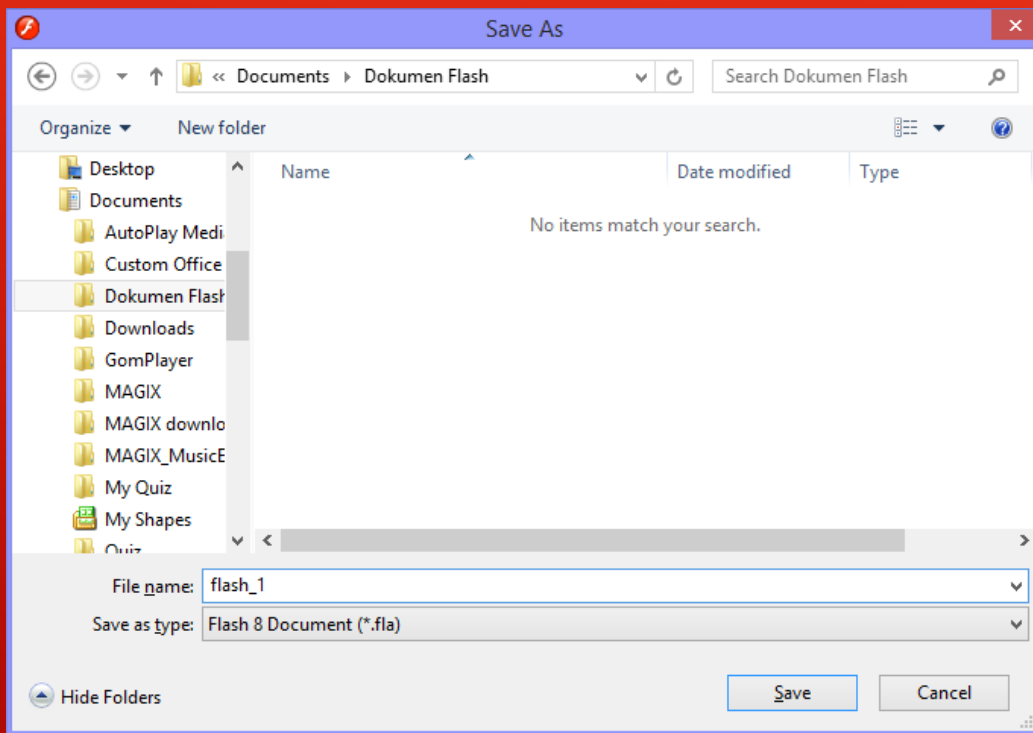 Save As
« Documents Dokumen Flash
Search Dokumen Flash
Organize
New folder
Desktop
Documents
AutoPlay Medi
Custom Office
Dokumen Flash
Downloads
GomPlayer
MAGIX
MAGIX downlo
MAGIX_MusicE
My Quiz
My Shapes
Quiz
Name
Date modified
Type
No items match your search.
File name: flash_1
Save as type: Flash 8 Document (*.fla)
Hide Folders
Save
Cancel